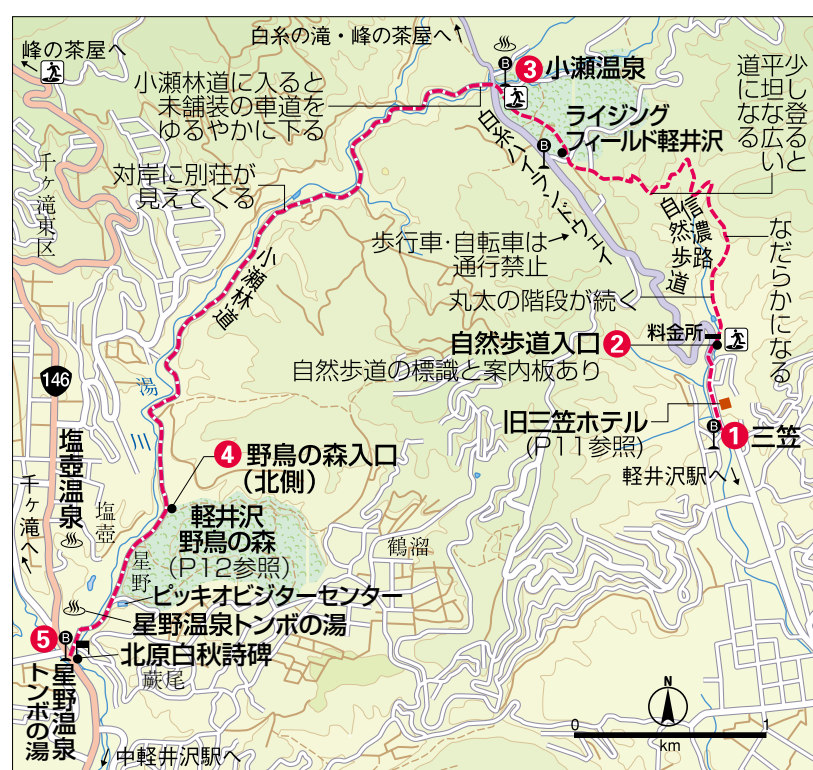 峰の茶屋へ
白糸の滝・峰の茶屋へ
3 小瀬温泉
小瀬林道に入ると
未舗装の車道を
ゆるやかに下る
ライジング
フィールド軽井沢
少し登ると
平坦な広い
道になる
千ヶ滝東区
対岸に別荘が
見えてくる
白糸ハイランドウェイ
信濃路
自然歩道
歩行車・自転車は
通行禁止
なだらかになる
小瀬林道
丸太の階段が続く
料金所
自然歩道入口 2
自然歩道の標識と案内板あり
146
湯川
旧三笠ホテル
(P11参照)
1 三笠
軽井沢駅へ
塩壺温泉
4 野鳥の森入口
(北側)
千ヶ滝へ
塩壺
軽井沢
野鳥の森
(P12参照)
鶴溜
星野
ピッキオビジターセンター
星野温泉トンボの湯
5
北原白秋詩碑
星野温泉
トンボの湯
蕨尾
中軽井沢駅へ
N
0 1
km
B
B
B
B